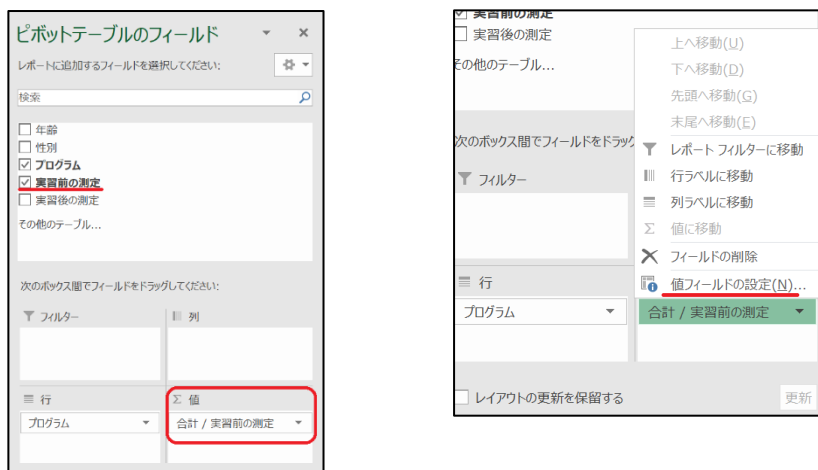 ピボットテーブルのフィールド
レポートに追加するフィールドを選択してください:
検索
年齢
性別
プログラム
実習前の測定
実習後の測定
その他のテーブル...
次のボックス間でフィールドをドラッグしてください:
フィルター
列
行
Σ 値
プログラム
合計 / 実習前の測定
実習前の測定
実習後の測定
その他のテーブル...
次のボックス間でフィールドをドラッグ
フィルター
行
プログラム
合計 / 実習前の測定
レイアウトの更新を保留する
更新
上へ移動(U)
下へ移動(D)
先頭へ移動(G)
末尾へ移動(E)
レポート フィルターに移動
行ラベルに移動
列ラベルに移動
Σ 値に移動
フィールドの削除
値フィールドの設定(N)...